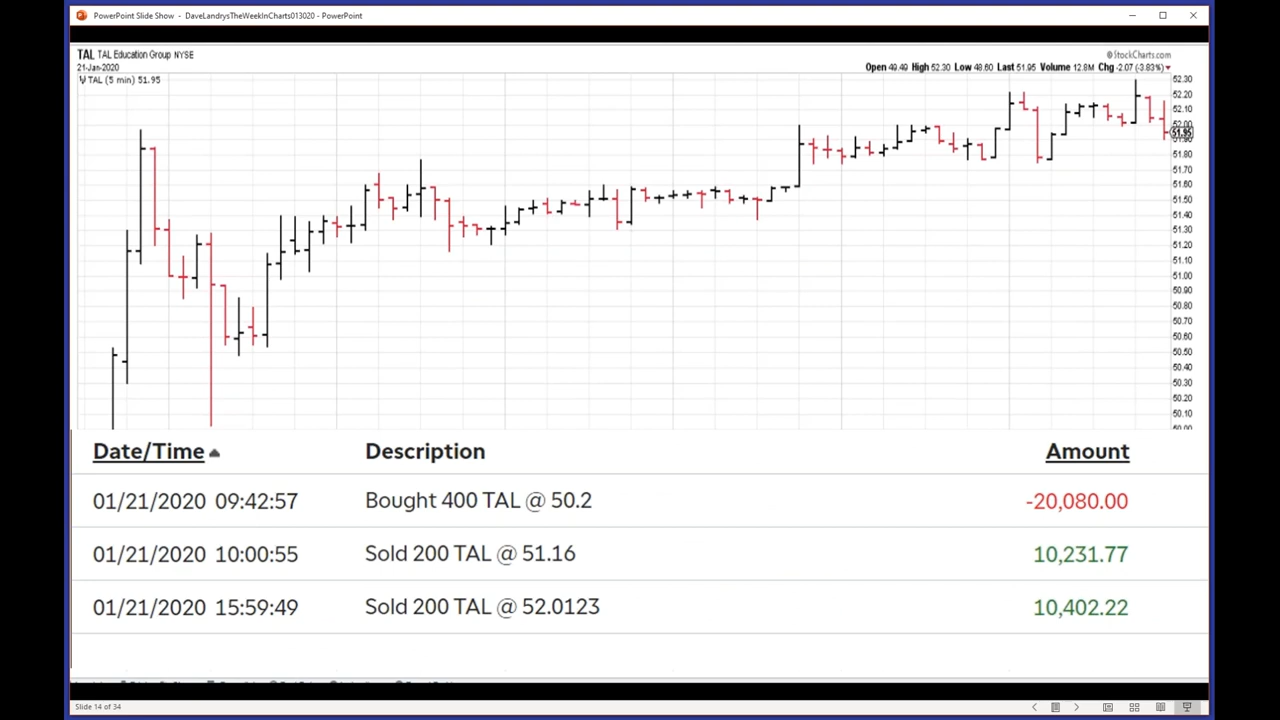 PowerPoint Slide Show - DaveLandrysTheWeekInCharts013020 - PowerPoint
TAL TAL Education Group NYSE
© StockCharts.com
21-Jan-2020
Open 49.49 High 52.30 Low 48.60 Last 51.95 Volume 12.8M Chg -2.07 (-3.83%)
TAL (5 min) 51.95
52.30
52.20
52.10
52.00
51.95
51.90
51.80
51.70
51.60
51.50
51.40
51.30
51.20
51.10
51.00
50.90
50.80
50.70
50.60
50.50
50.40
50.30
50.20
50.10
50.00
Date/Time Description Amount
01/21/2020 09:42:57 Bought 400 TAL @ 50.2 -20,080.00
01/21/2020 10:00:55 Sold 200 TAL @ 51.16 10,231.77
01/21/2020 15:59:49 Sold 200 TAL @ 52.0123 10,402.22
Slide 14 of 34